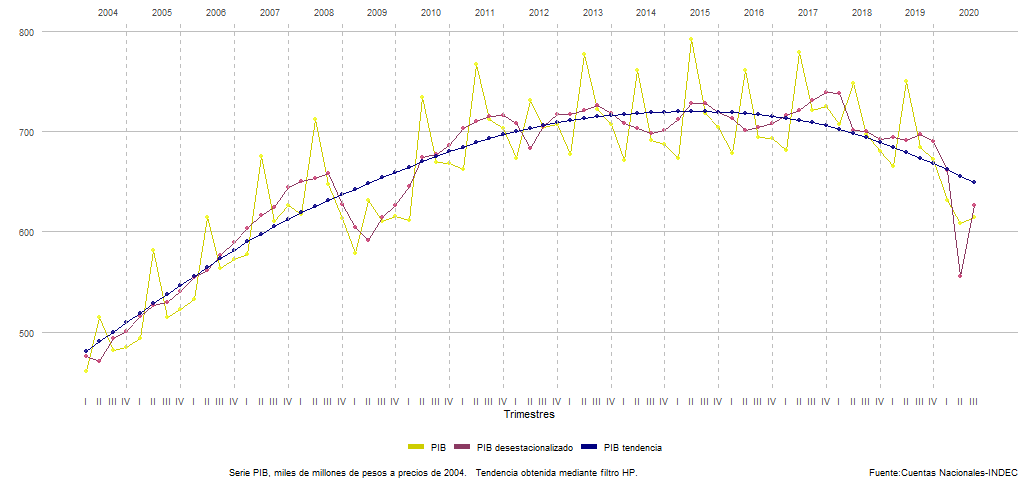 2004 2005 2006 2007 2008 2009 2010 2011 2012 2013 2014 2015 2016 2017 2018 2019 2020
800
700
600
500
I II III IV I II III IV I II III IV I II III IV I II III IV I II III IV I II III IV I II III IV I II III IV I II III IV I II III IV I II III IV I II III IV I II III IV I II III IV I II III IV I II III
Trimestres
PIB PIB desestacionalizado PIB tendencia
Serie PIB, miles de millones de pesos a precios de 2004. Tendencia obtenida mediante filtro HP. Fuente:Cuentas Nacionales-INDEC